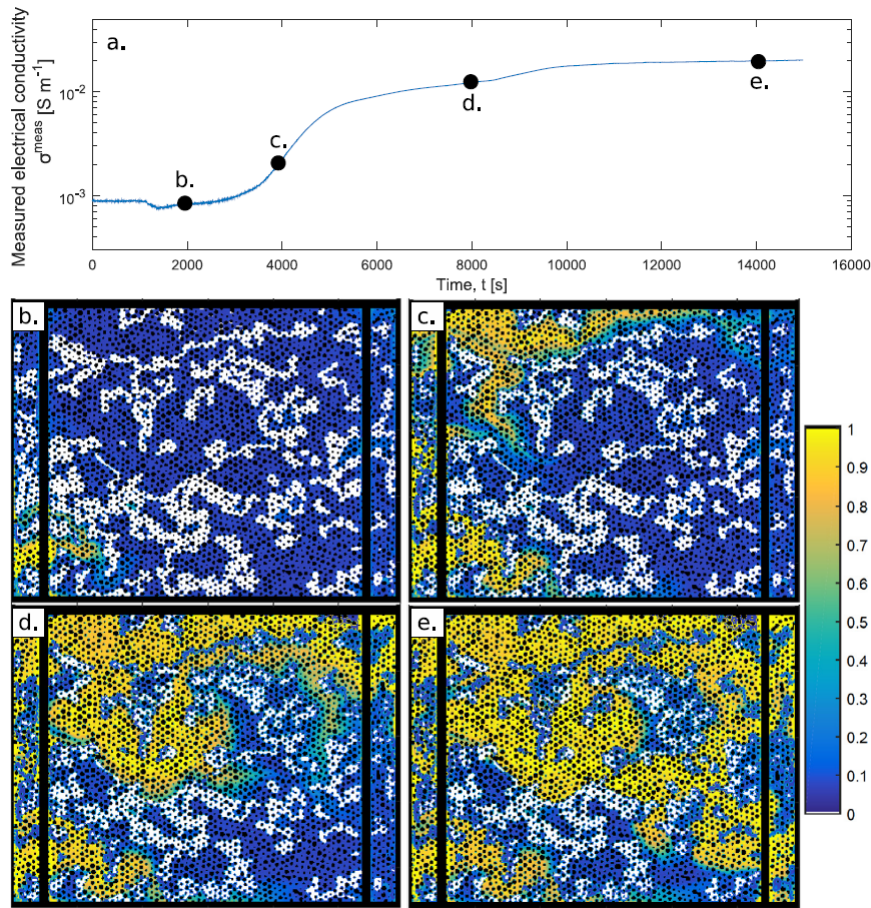 Measured electrical conductivity
σ^meas [S m^-1]
a.
10^-2
10^-3
b.
c.
d.
e.
0 2000 4000 6000 8000 10000 12000 14000 16000
Time, t [s]
b.
c.
d.
e.
1
0.9
0.8
0.7
0.6
0.5
0.4
0.3
0.2
0.1
0